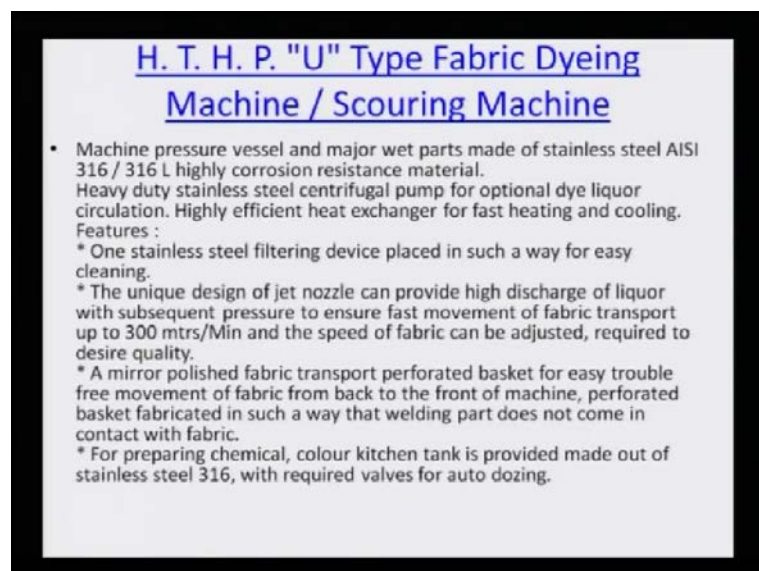 H. T. H. P. "U" Type Fabric Dyeing
Machine / Scouring Machine
• Machine pressure vessel and major wet parts made of stainless steel AISI
316 / 316 L highly corrosion resistance material.
Heavy duty stainless steel centrifugal pump for optional dye liquor
circulation. Highly efficient heat exchanger for fast heating and cooling.
Features :
* One stainless steel filtering device placed in such a way for easy
cleaning.
* The unique design of jet nozzle can provide high discharge of liquor
with subsequent pressure to ensure fast movement of fabric transport
up to 300 mtrs/Min and the speed of fabric can be adjusted, required to
desire quality.
* A mirror polished fabric transport perforated basket for easy trouble
free movement of fabric from back to the front of machine, perforated
basket fabricated in such a way that welding part does not come in
contact with fabric.
* For preparing chemical, colour kitchen tank is provided made out of
stainless steel 316, with required valves for auto dozing.